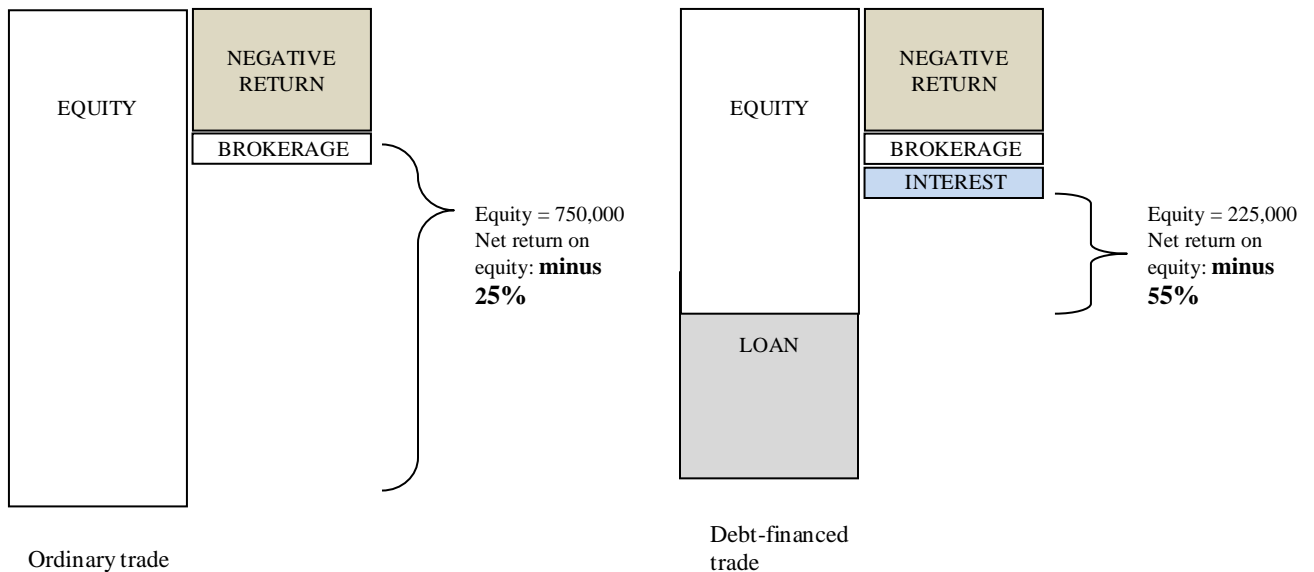 EQUITY
NEGATIVE
RETURN
BROKERAGE
Equity = 750,000
Net return on
equity: minus
25%
Ordinary trade
EQUITY
NEGATIVE
RETURN
BROKERAGE
INTEREST
LOAN
Equity = 225,000
Net return on
equity: minus
55%
Debt-financed
trade